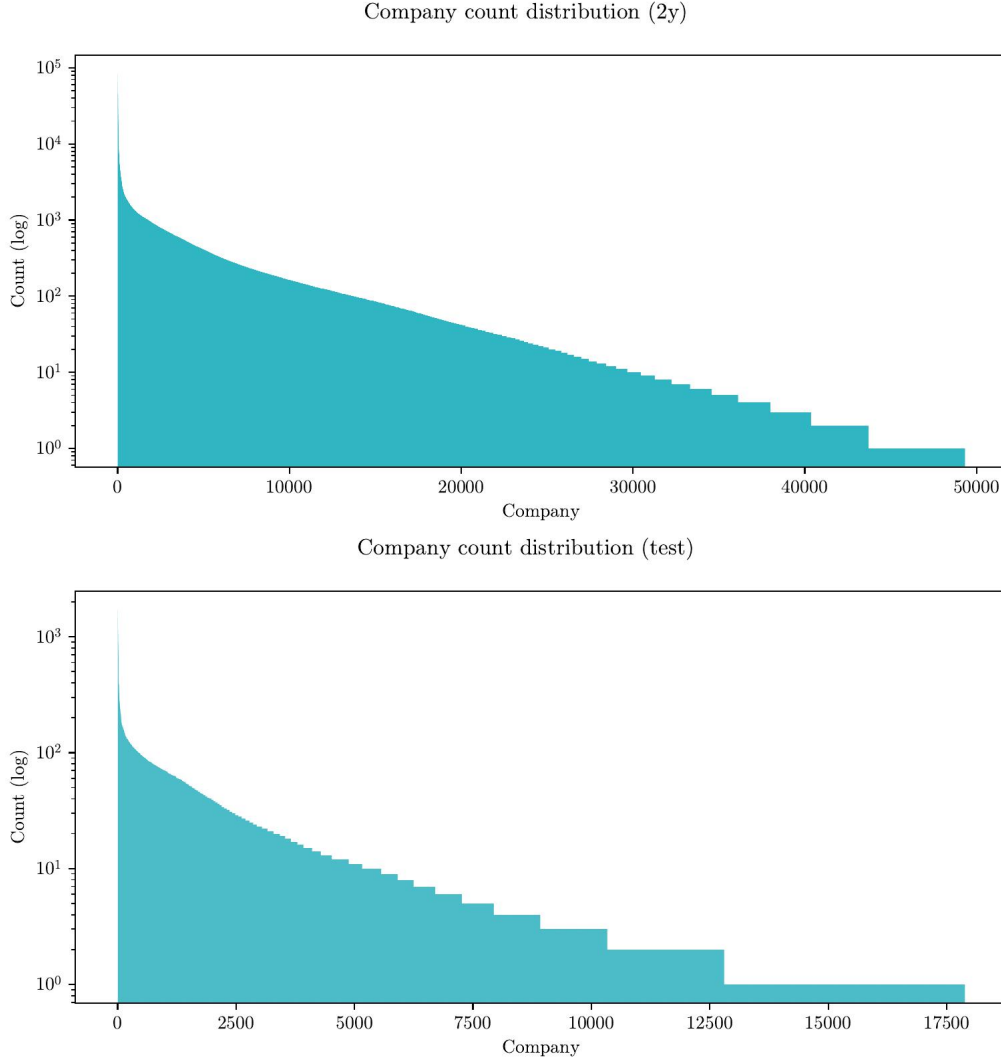 Company count distribution (2y)
10^5
10^4
10^3
10^2
10^1
10^0
Count (log)
0 10000 20000 30000 40000 50000
Company
Company count distribution (test)
10^3
10^2
10^1
10^0
Count (log)
0 2500 5000 7500 10000 12500 15000 17500
Company